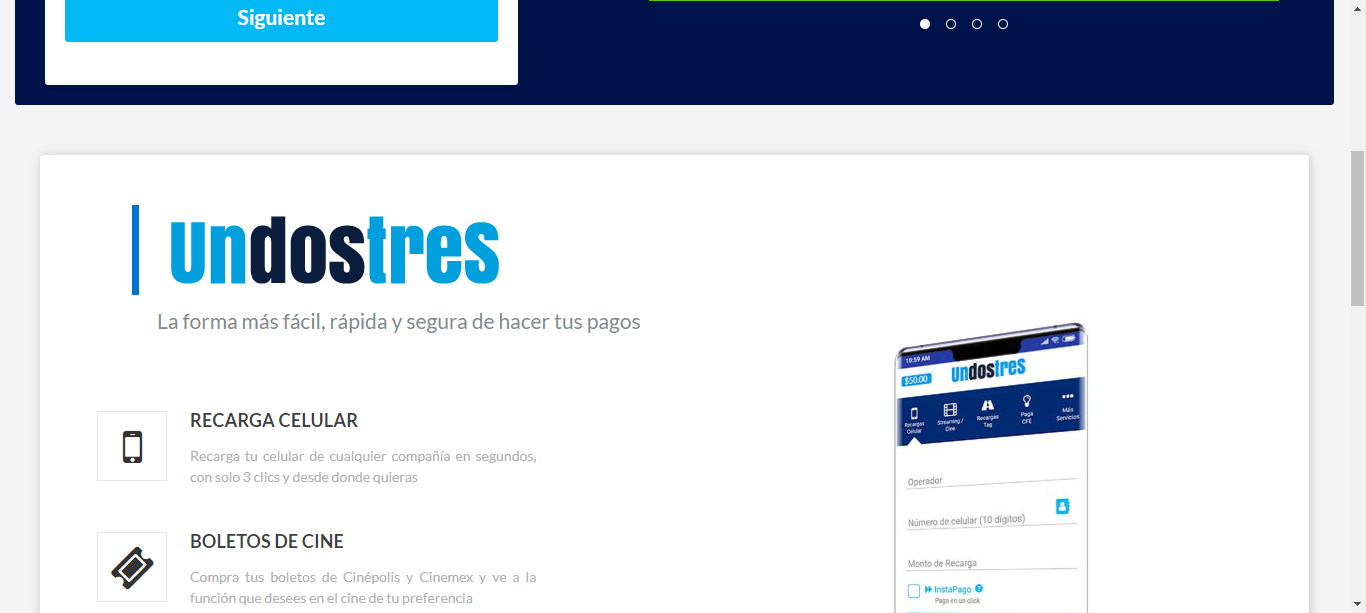 Siguiente
undostres
La forma más fácil, rápida y segura de hacer tus pagos
RECARGA CELULAR
Recarga tu celular de cualquier compañía en segundos,
con solo 3 clics y desde donde quieras
BOLETOS DE CINE
Compra tus boletos de Cinépolis y Cinemex y ve a la
función que desees en el cine de tu preferencia
10:59 AM
$50.00
undostres
Recargas Celular
Streaming / Cine
Recargas Tag
Paga CFE
Más Servicios
Operador
Número de celular (10 dígitos)
Monto de Recarga
InstaPago
Paga en un click